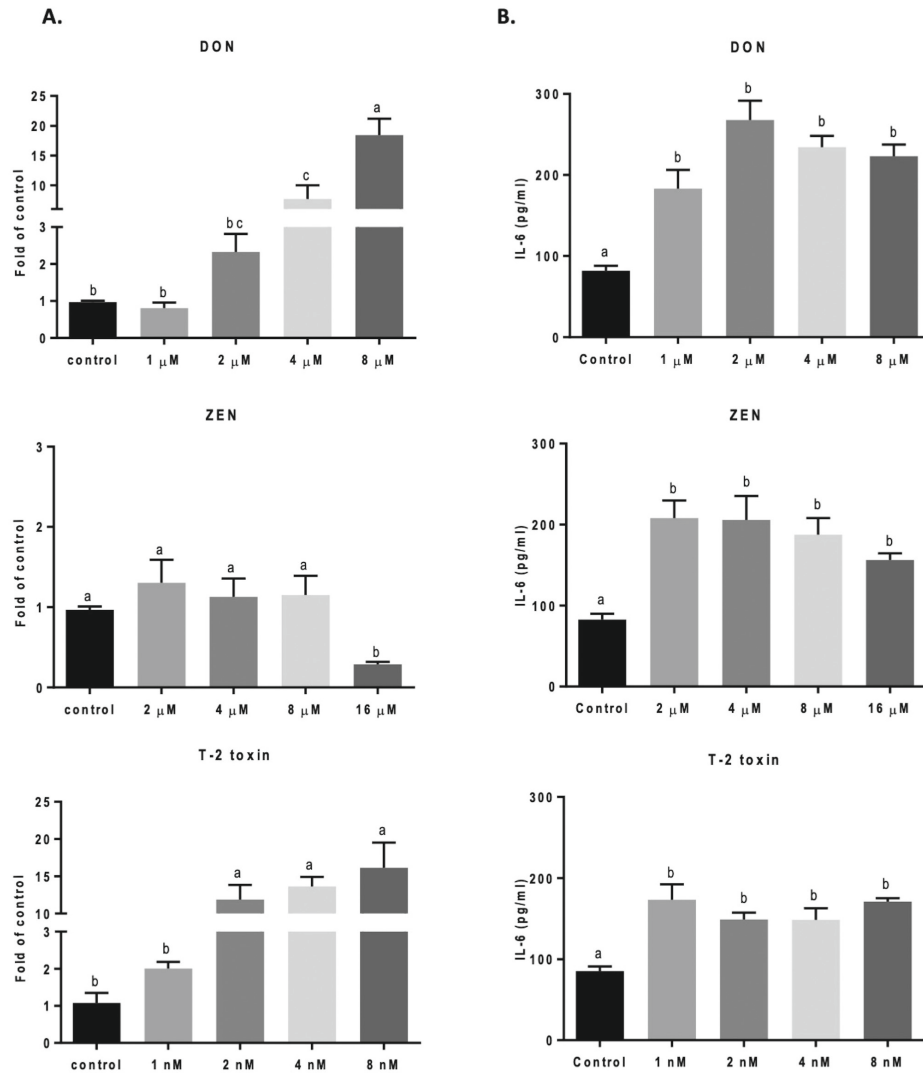 A.
DON
25
20
15
10
3
2
1
0
Fold of control
b
b
b c
c
a
control 1 μM 2 μM 4 μM 8 μM
B.
DON
300
200
100
0
IL-6 (pg/ml)
a
b
b
b
b
control 1 μM 2 μM 4 μM 8 μM
ZEN
3
2
1
0
Fold of control
a
a
a
a
b
control 2 μM 4 μM 8 μM 16 μM
ZEN
300
200
100
0
IL-6 (pg/ml)
a
b
b
b
b
Control 2 μM 4 μM 8 μM 16 μM
T-2 toxin
25
20
15
10
3
2
1
0
Fold of control
b
b
a
a
a
control 1 nM 2 nM 4 nM 8 nM
T-2 toxin
300
200
100
0
IL-6 (pg/ml)
a
b
b
b
b
Control 1 nM 2 nM 4 nM 8 nM